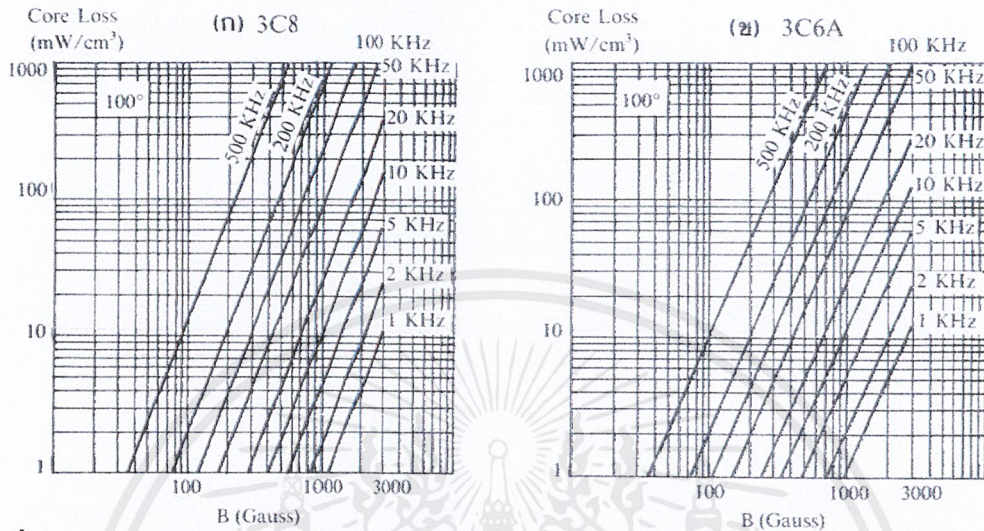 Core Loss
(mW/cm³)
(ก) 3C8
100 KHz
50 KHz
20 KHz
10 KHz
5 KHz
2 KHz
1 KHz
500 KHz
200 KHz
100°
1000
100
10
1
100
1000
3000
B (Gauss)
Core Loss
(mW/cm³)
(ข) 3C6A
100 KHz
50 KHz
20 KHz
10 KHz
5 KHz
2 KHz
1 KHz
500 KHz
200 KHz
100°
1000
100
10
1
100
1000
3000
B (Gauss)